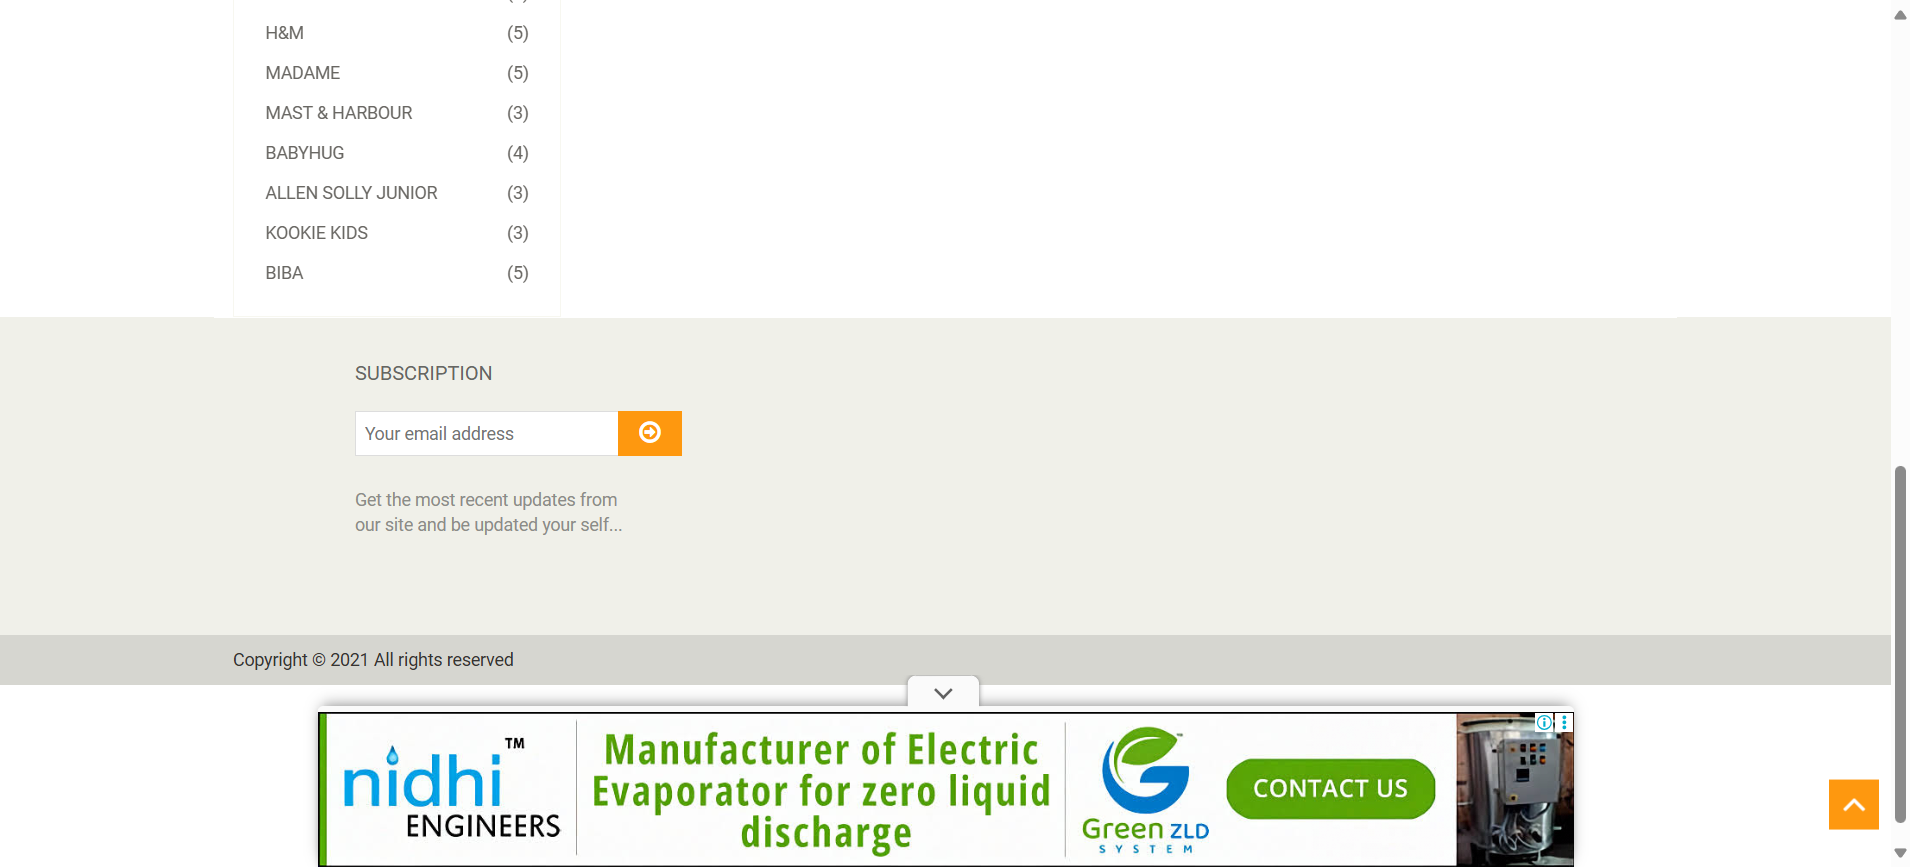 H&M (5)
MADAME (5)
MAST & HARBOUR (3)
BABYHUG (4)
ALLEN SOLLY JUNIOR (3)
KOOKIE KIDS (3)
BIBA (5)
SUBSCRIPTION
Your email address
Get the most recent updates from
our site and be updated your self...
Copyright © 2021 All rights reserved
nidhi TM
ENGINEERS
Manufacturer of Electric
Evaporator for zero liquid
discharge
Green ZLD
SYSTEM
CONTACT US